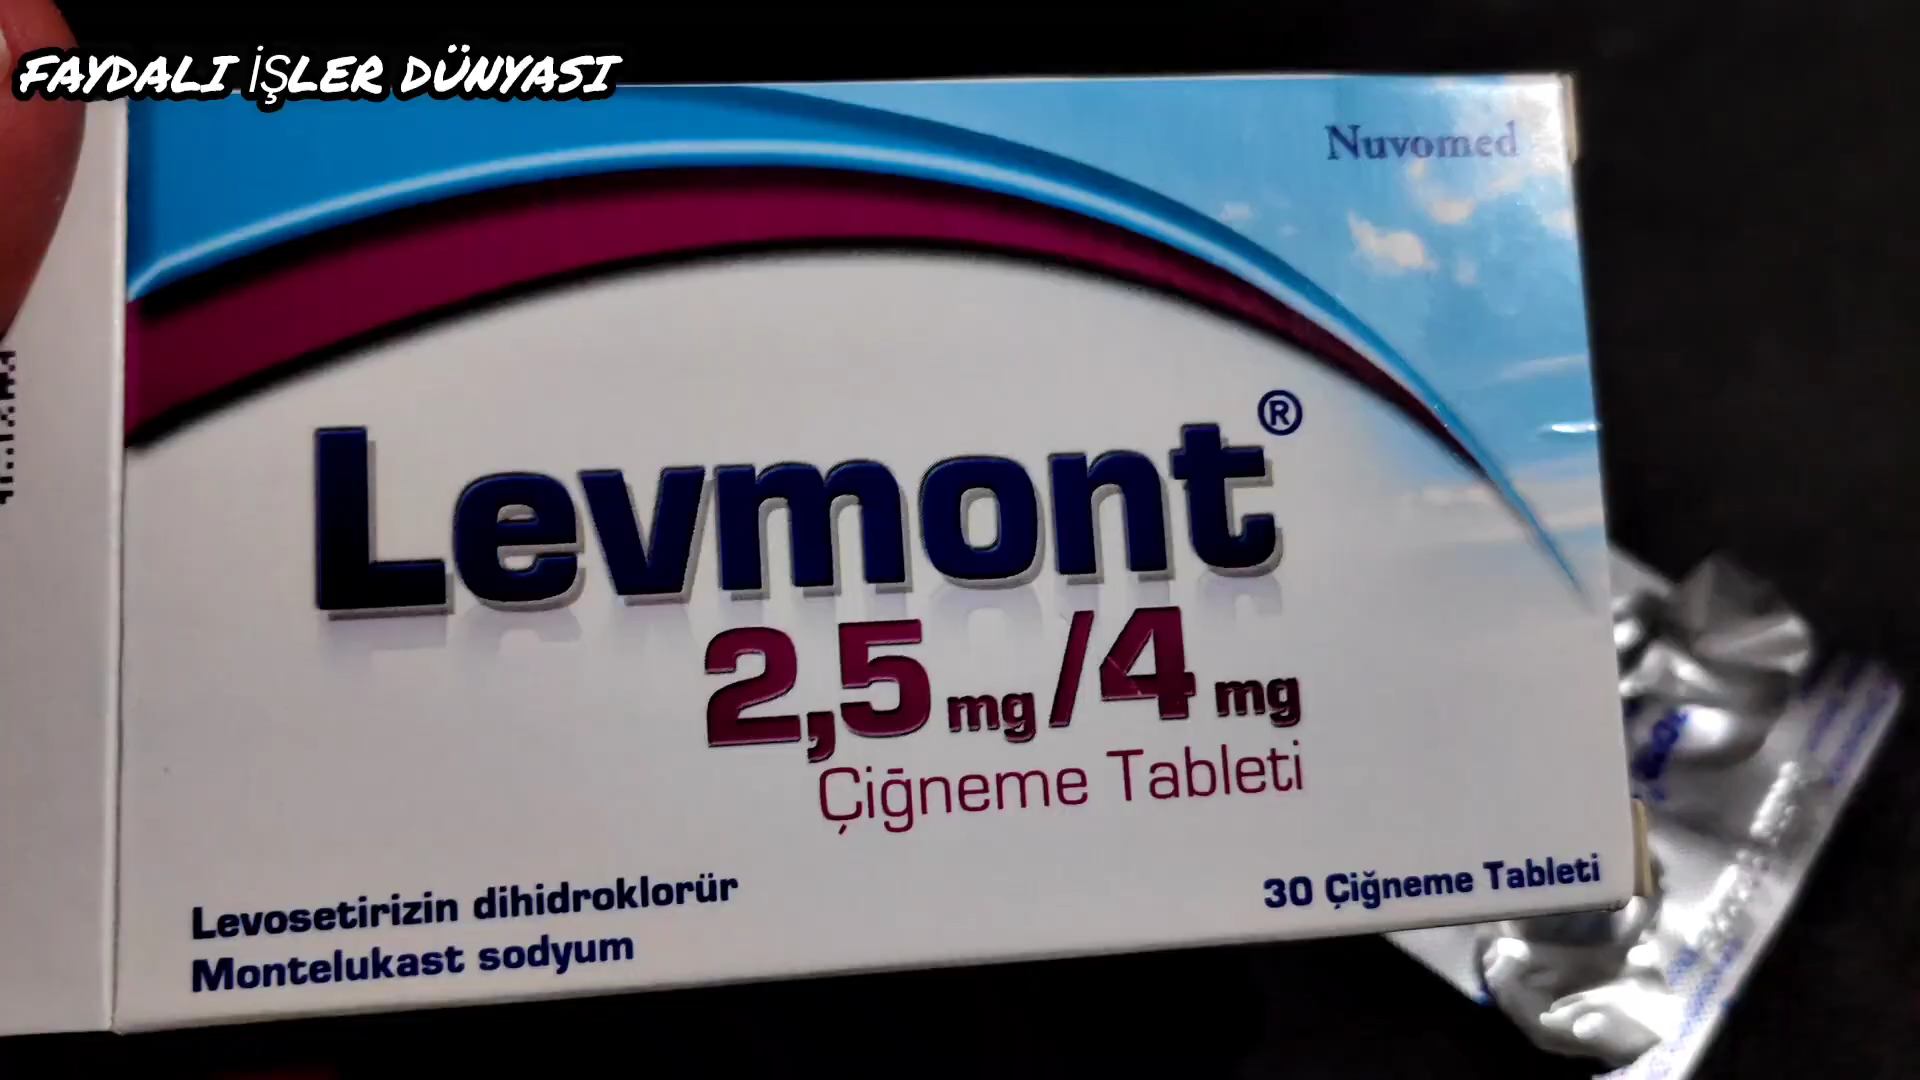 FAYDALI İŞLER DÜNYASI
Nuvomed
Levmont®
2,5 mg/4 mg
Çiğneme Tableti
Levosetirizin dihidroklorür
Montelukast sodyum
30 Çiğneme Tableti